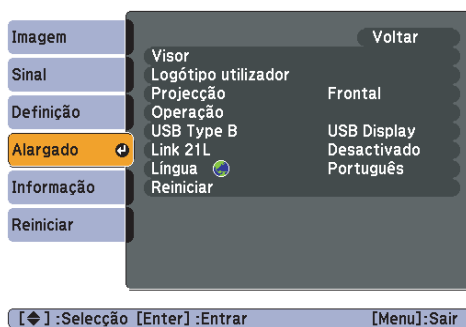 Imagem
Sinal
Definição
Alargado
Informação
Reiniciar
Voltar
Visor
Logótipo utilizador
Projecção Frontal
Operação
USB Type B USB Display
Link 21L Desactivado
Língua Português
Reiniciar
[ ] :Selecção [Enter] :Entrar [Menu]:Sair